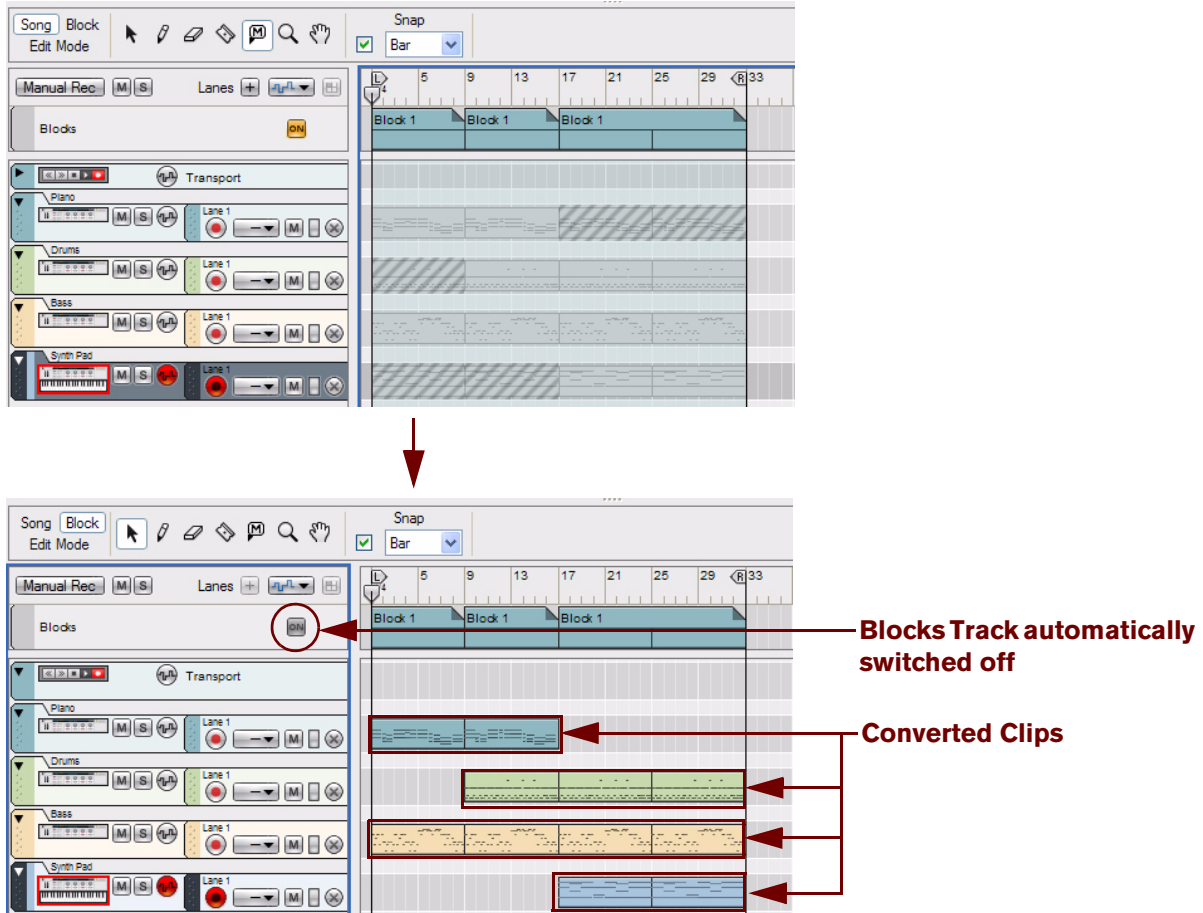 Song Block
Edit Mode
Snap
Bar
Manual Rec M S Lanes +
L 5 9 13 17 21 25 29 R 33
4
Blocks ON
Block 1 Block 1 Block 1
Transport
Piano
M S Lane 1 M
Drums
M S Lane 1 M
Bass
M S Lane 1 M
Synth Pad
M S Lane 1 M
Song Block
Edit Mode
Snap
Bar
Manual Rec M S Lanes +
L 5 9 13 17 21 25 29 R 33
4
Blocks ON
Block 1 Block 1 Block 1
Blocks Track automatically
switched off
Transport
Piano
M S Lane 1 M
Converted Clips
Drums
M S Lane 1 M
Bass
M S Lane 1 M
Synth Pad
M S Lane 1 M